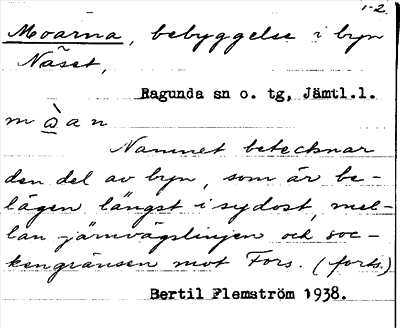 1-2.
Moarna, bebyggelse i byn
Näset,
Ragunda sn o. tg, Jämtl.l.
m ò̲ a n
Namnet betecknar
den del av byn, som är be-
lägen längst i sydost, mel-
lan järnvägslinjen och soc-
kengränsen mot Fors. (forts.)
Bertil Flemström 1938.